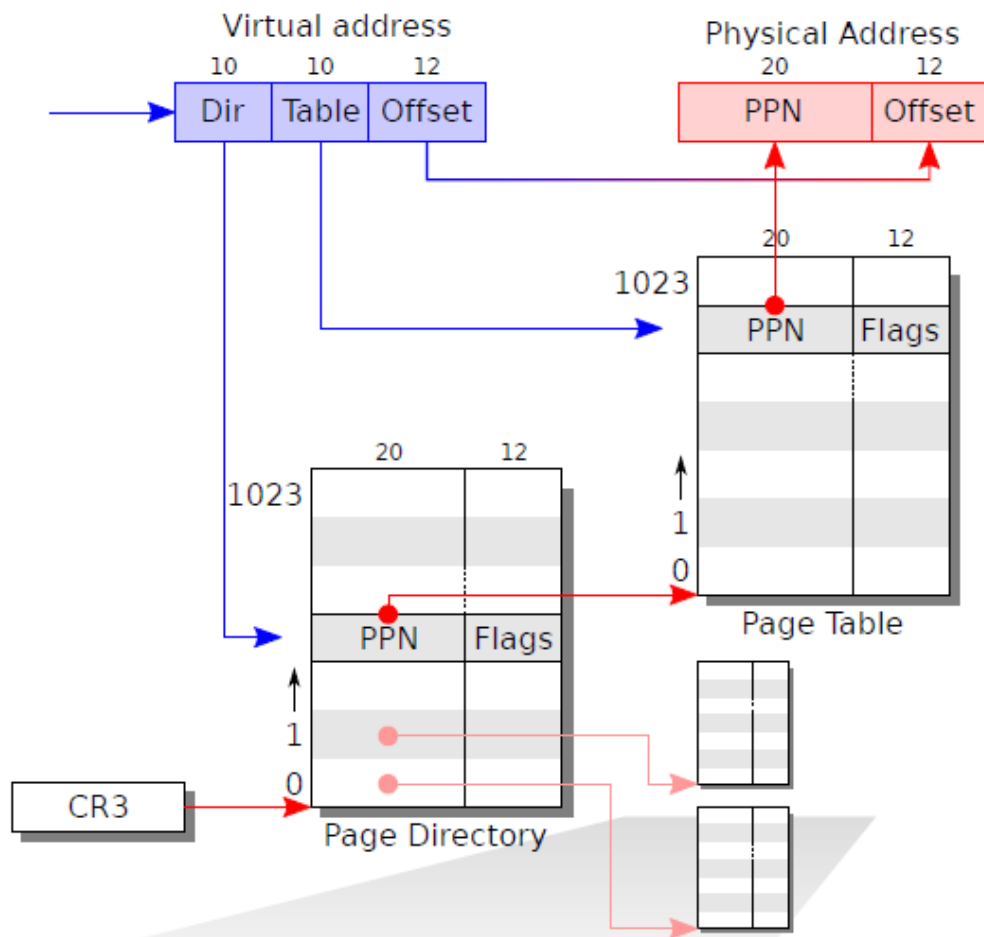 Virtual address
10 10 12
Dir Table Offset
Physical Address
20 12
PPN Offset
20 12
1023
PPN Flags
1
0
Page Table
20 12
1023
PPN Flags
1
0
Page Directory
CR3